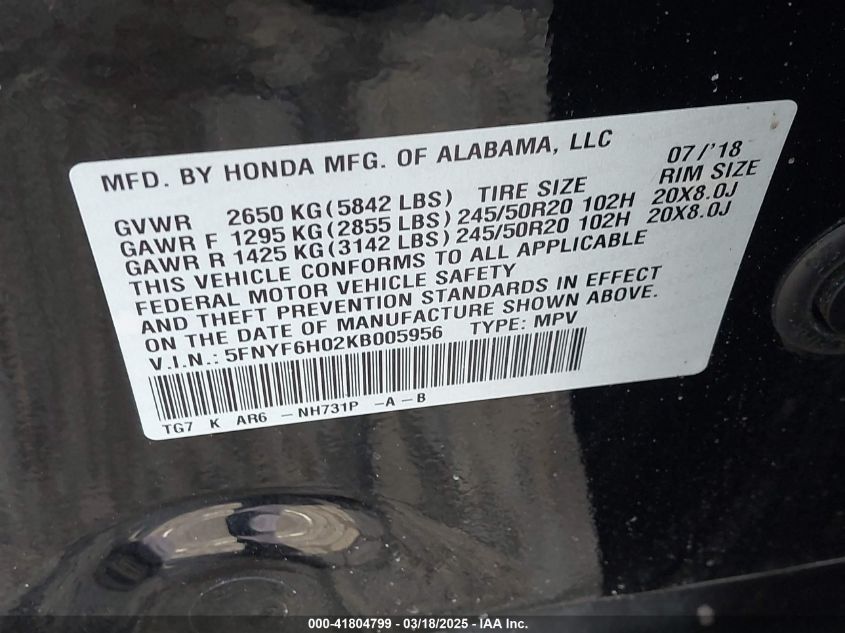 MFD. BY HONDA MFG. OF ALABAMA, LLC 07/'18
GVWR 2650 KG(5842 LBS) TIRE SIZE RIM SIZE
GAWR F 1295 KG(2855 LBS) 245/50R20 102H 20X8.0J
GAWR R 1425 KG(3142 LBS) 245/50R20 102H 20X8.0J
THIS VEHICLE CONFORMS TO ALL APPLICABLE
FEDERAL MOTOR VEHICLE SAFETY
AND THEFT PREVENTION STANDARDS IN EFFECT
ON THE DATE OF MANUFACTURE SHOWN ABOVE.
V.I.N.: 5FNYF6H02KB005956 TYPE: MPV
TG7 K AR6 -NH731P -A-B
000-41804799 - 03/18/2025 - IAA Inc.